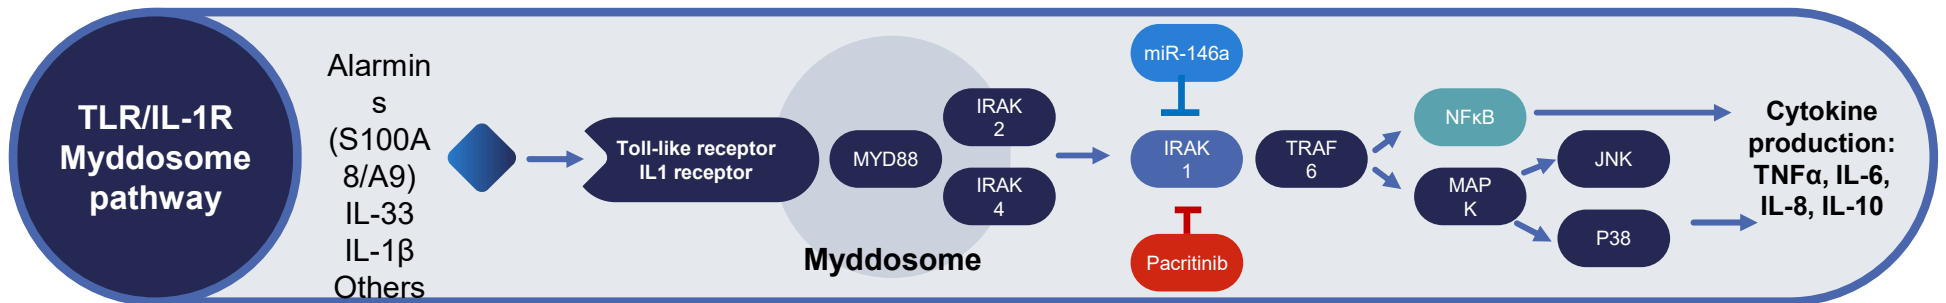 TLR/IL-1R
Myddosome
pathway
Alarmin
s
(S100A
8/A9)
IL-33
IL-1β
Others
Toll-like receptor
IL1 receptor
MYD88
IRAK
2
IRAK
4
Myddosome
miR-146a
IRAK
1
Pacritinib
TRAF
6
NFκB
MAP
K
JNK
P38
Cytokine
production:
TNFα, IL-6,
IL-8, IL-10